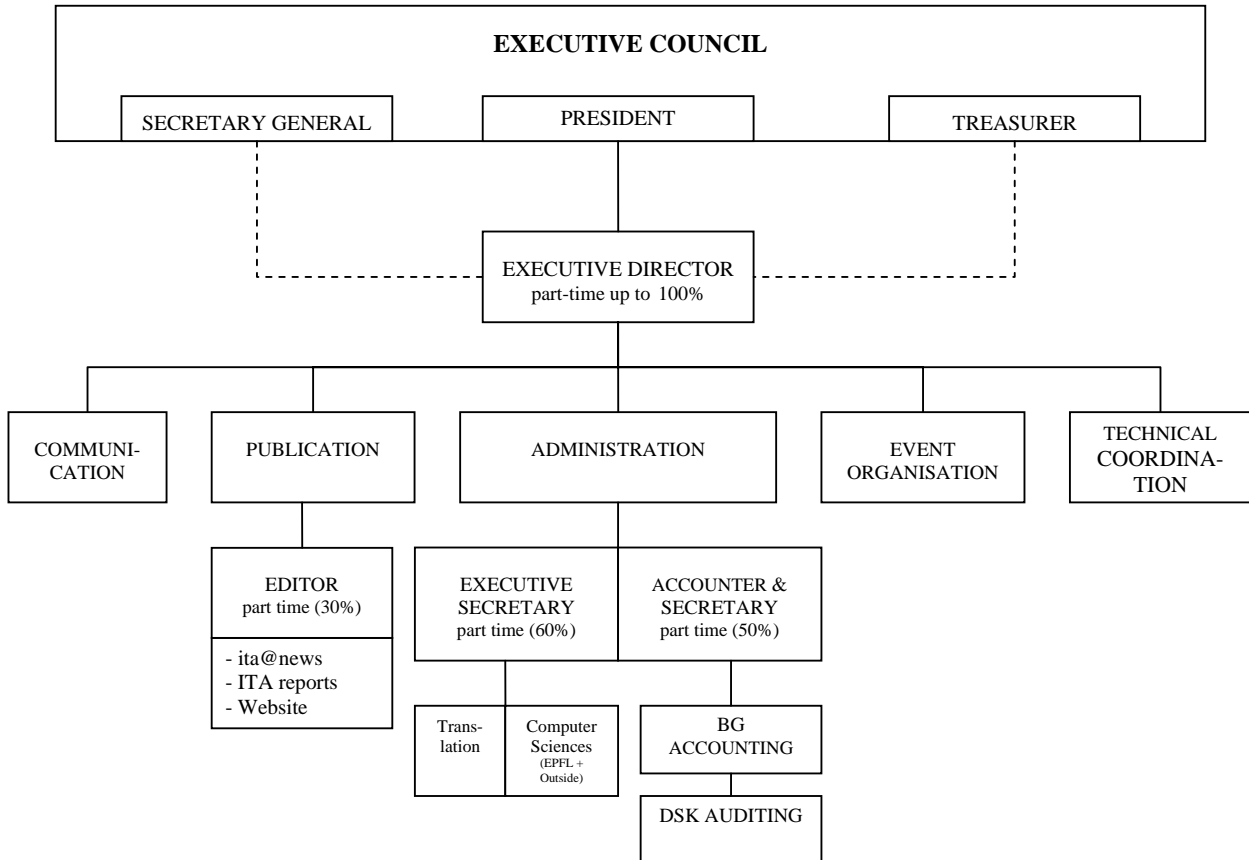 EXECUTIVE COUNCIL
SECRETARY GENERAL
PRESIDENT
TREASURER
EXECUTIVE DIRECTOR
part-time up to 100%
COMMUNI-
CATION
PUBLICATION
ADMINISTRATION
EVENT
ORGANISATION
TECHNICAL
COORDINA-
TION
EDITOR
part time (30%)
- ita@news
- ITA reports
- Website
EXECUTIVE
SECRETARY
part time (60%)
ACCOUNTER &
SECRETARY
part time (50%)
Trans-
lation
Computer
Sciences
(EPFL +
Outside)
BG
ACCOUNTING
DSK AUDITING